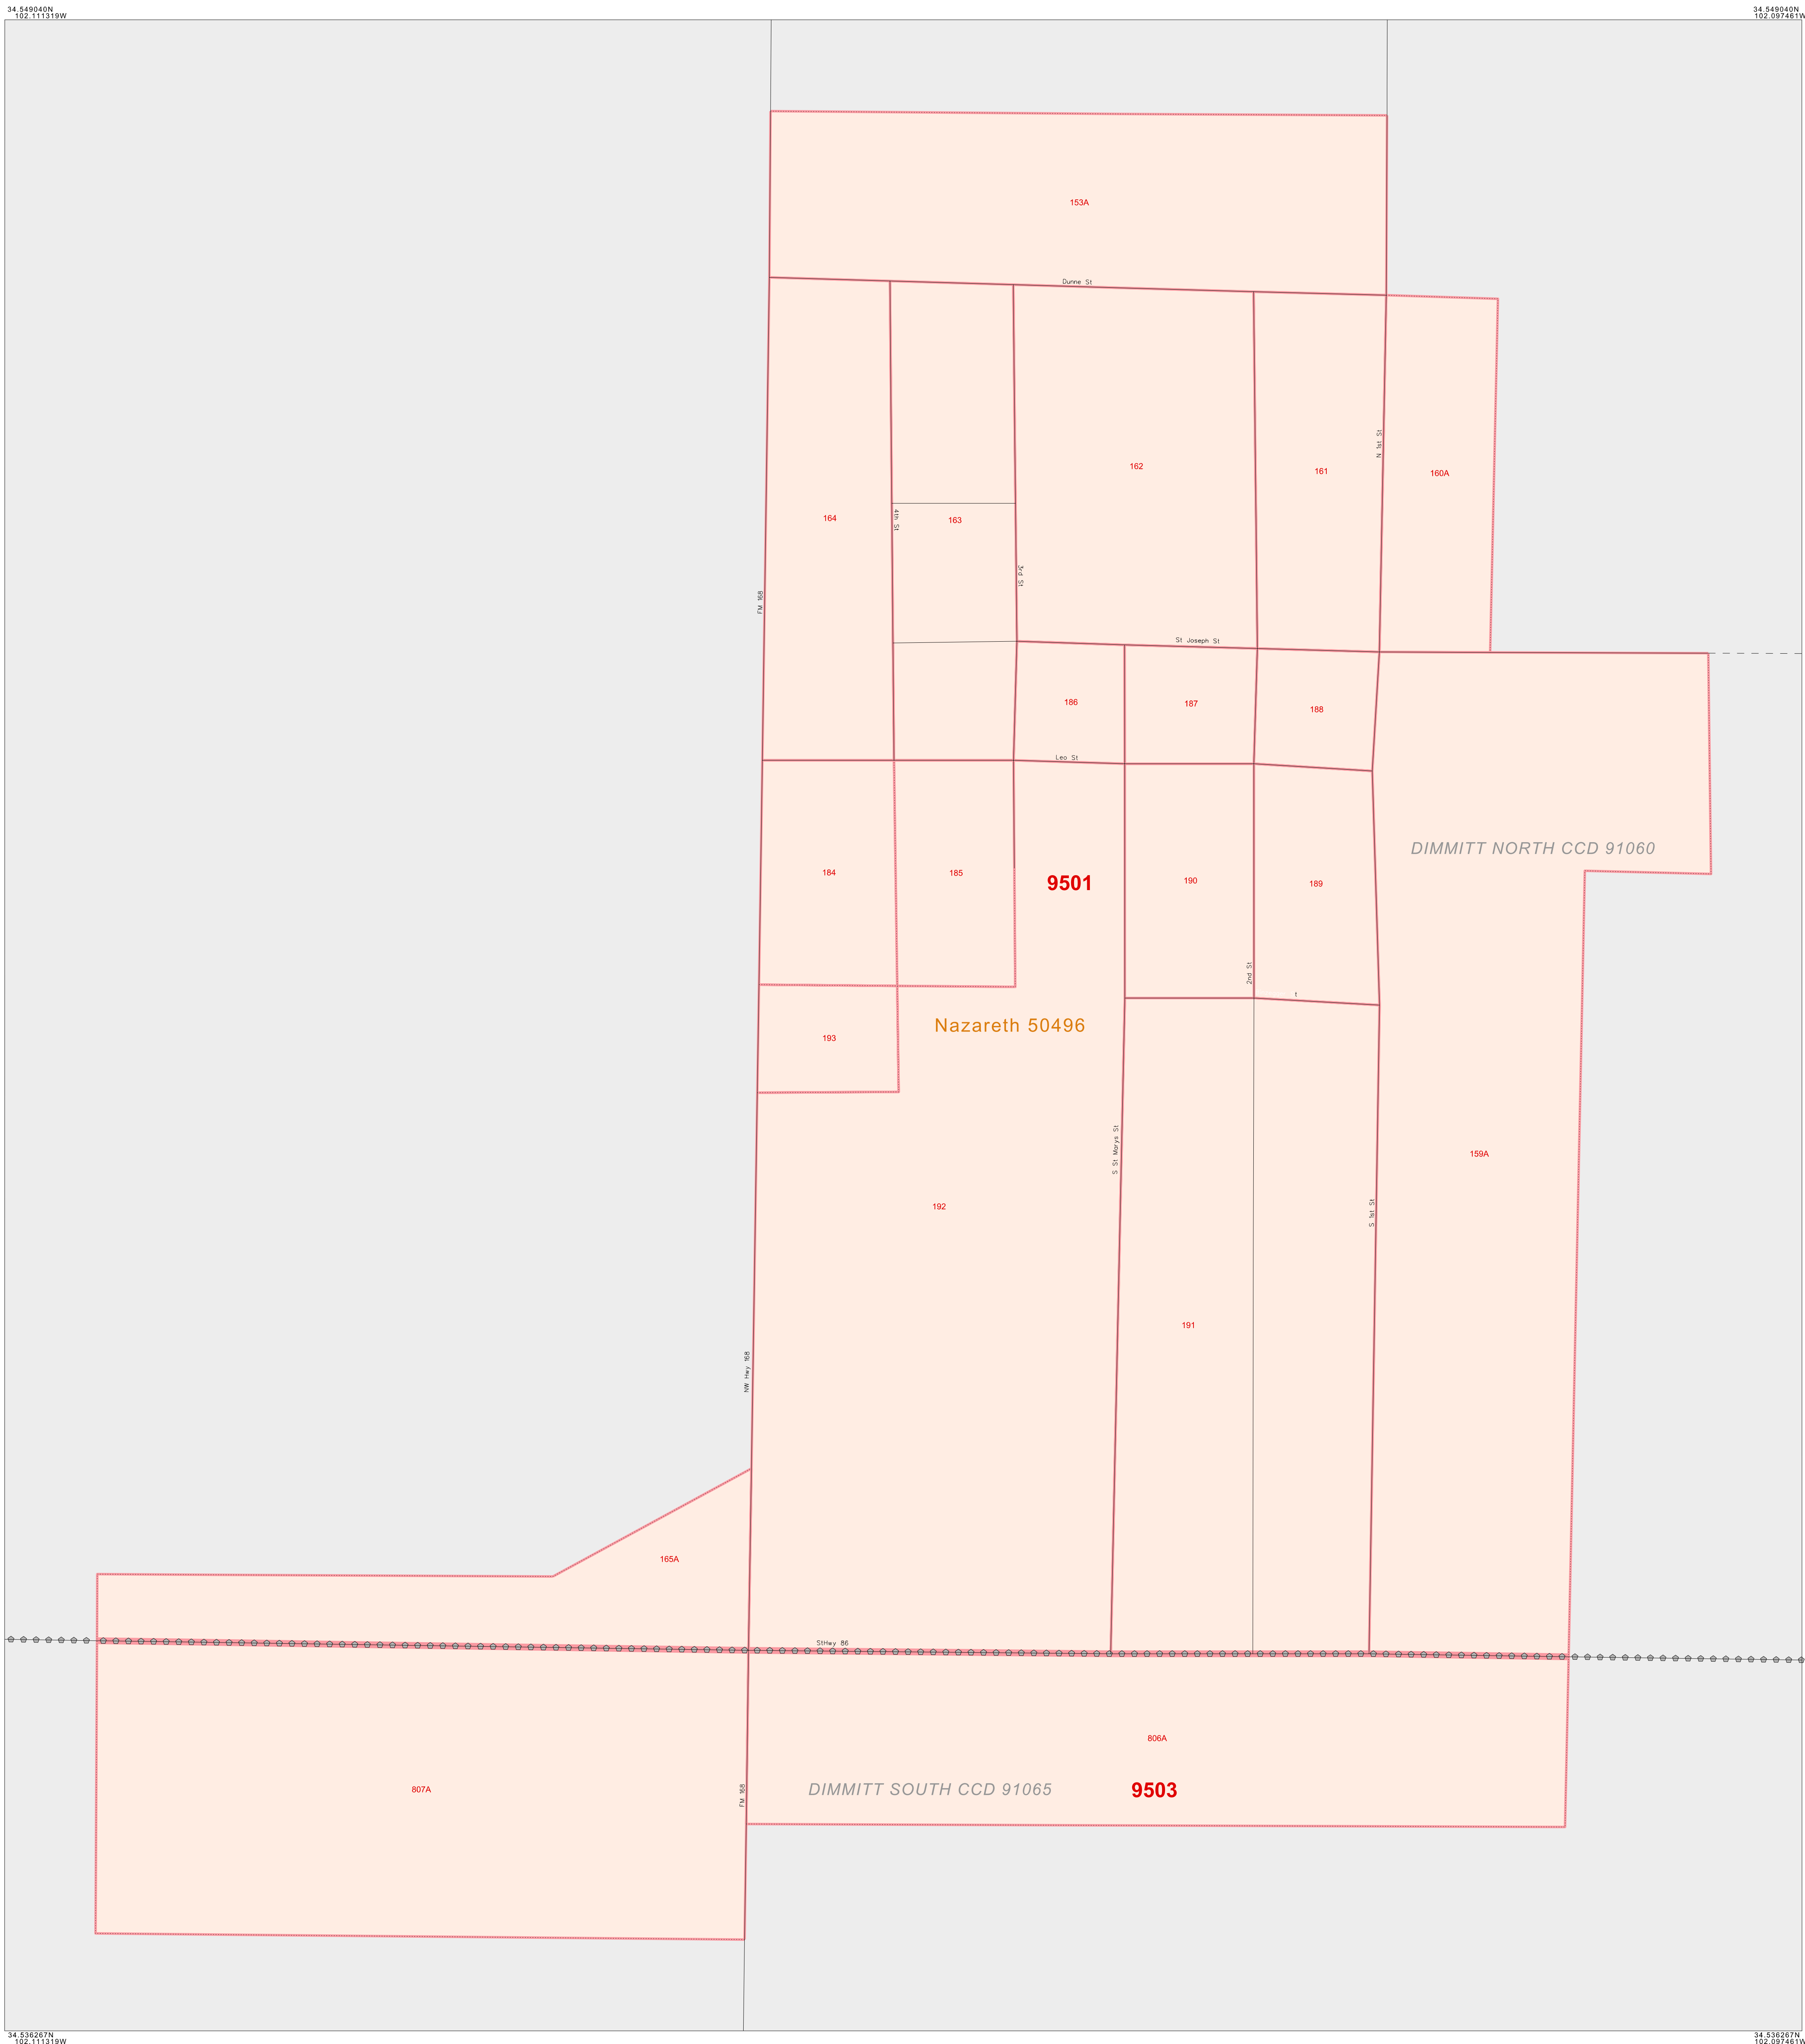 34.549040N
102.111319W
34.549040N
102.097461W
153A
Dunne St
N 1st St
162
161
160A
164
4th St
163
3rd St
FM 168
St Joseph St
186
187
188
Leo St
DIMMITT NORTH CCD 91060
184
185
9501
190
189
2nd St
t
Nazareth 50496
193
S St Marys St
159A
192
S 1st St
191
NW Hwy 168
165A
StHwy 86
806A
807A
DIMMITT SOUTH CCD 91065
9503
FM 168
34.536267N
102.111319W
34.536267N
102.097461W